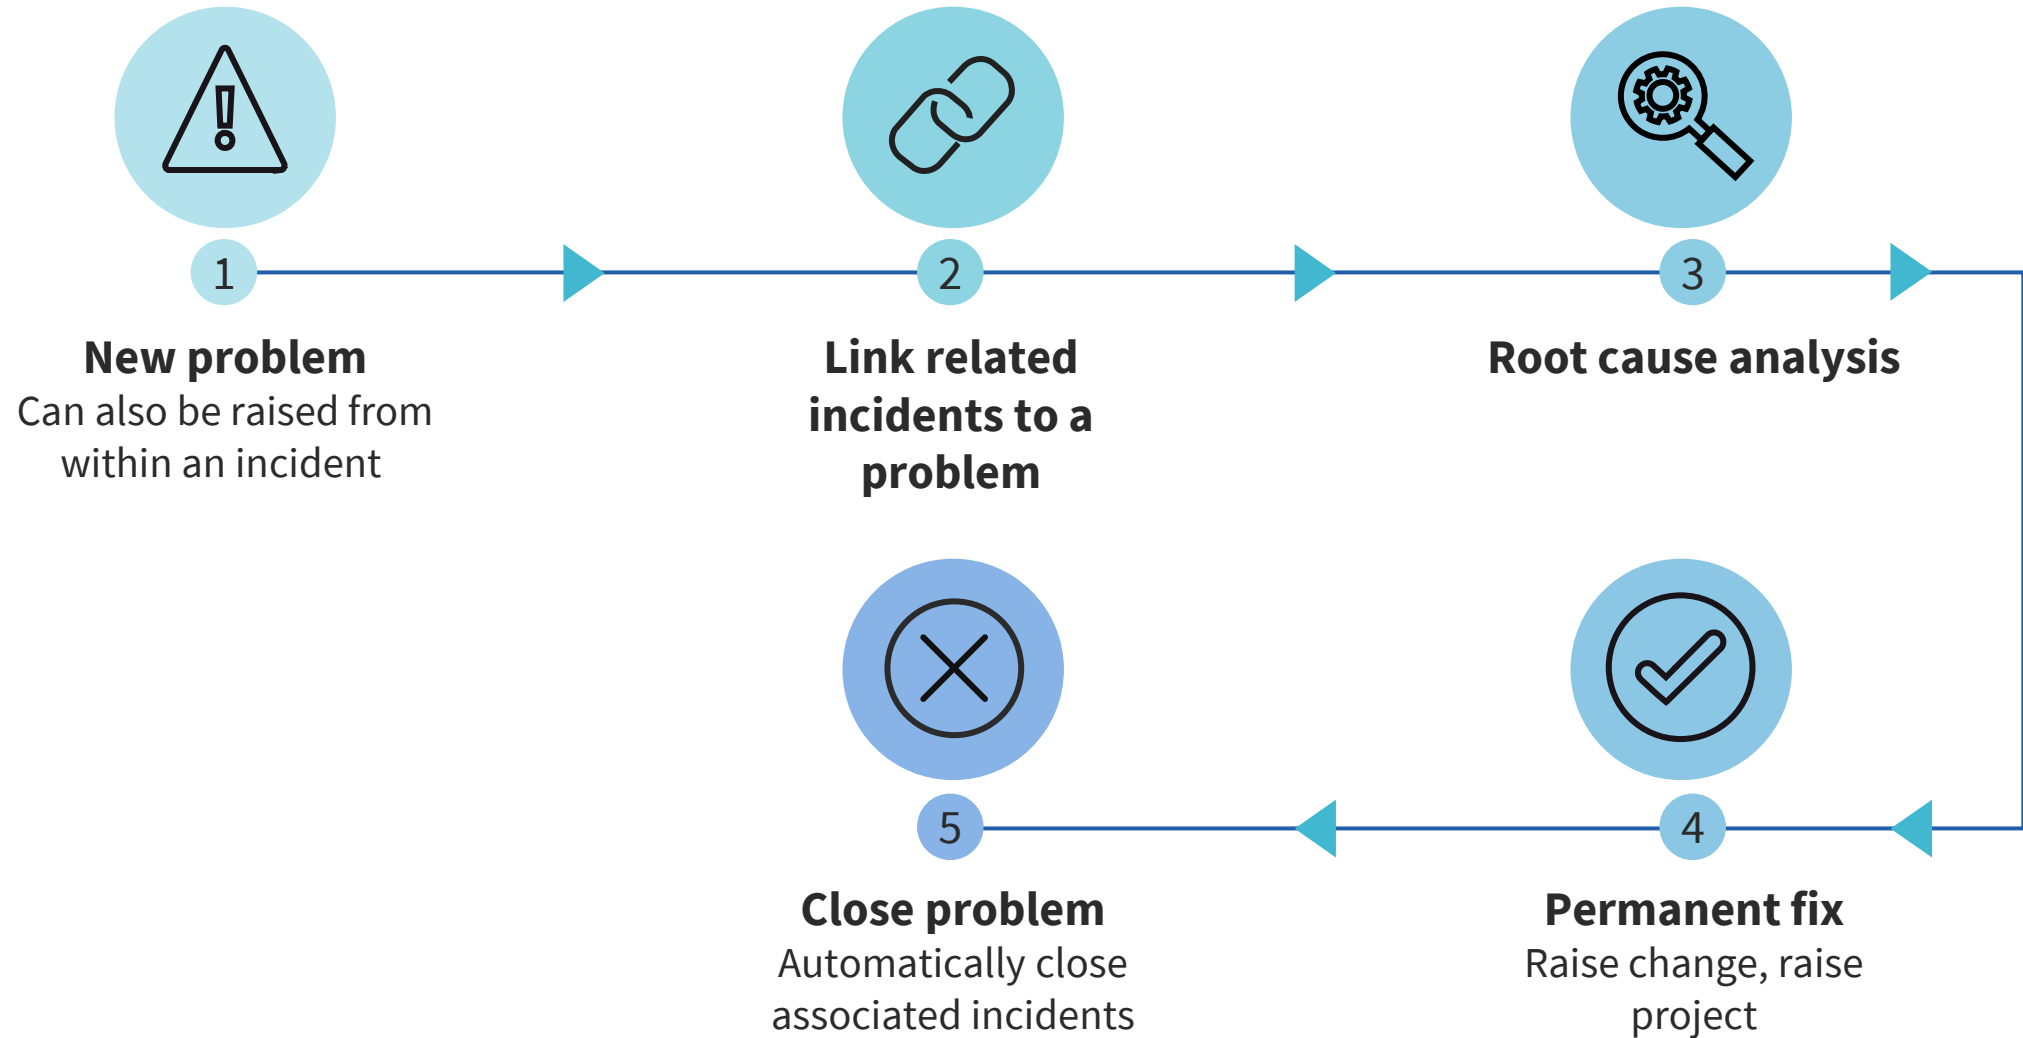 1
New problem
Can also be raised from
within an incident
2
Link related
incidents to a
problem
3
Root cause analysis
4
Permanent fix
Raise change, raise
project
5
Close problem
Automatically close
associated incidents